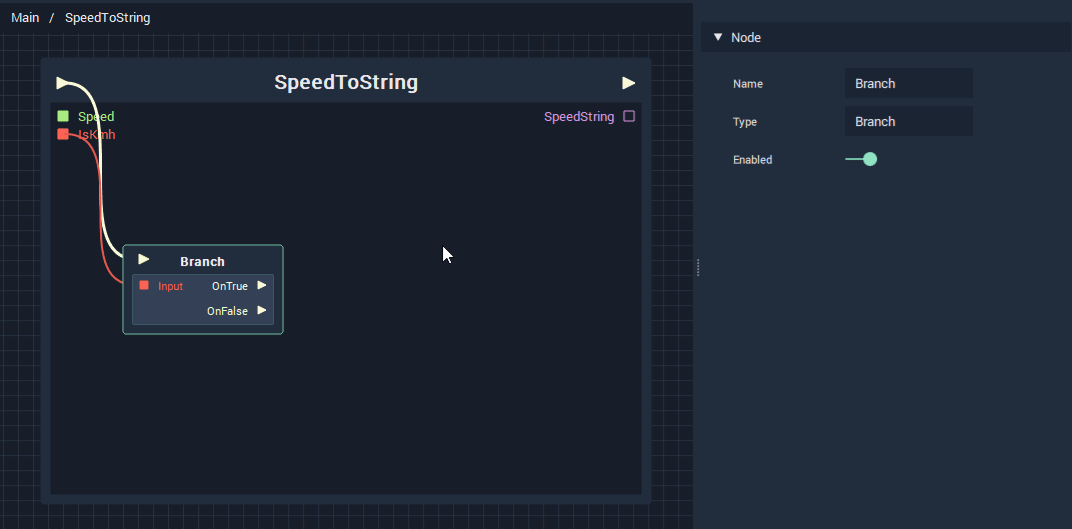 Main / SpeedToString
SpeedToString
Speed
IsKmh
SpeedString
Branch
Input OnTrue
OnFalse
Node
Name Branch
Type Branch
Enabled